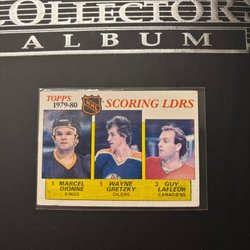 COLLECTOR
ALBUM
TOPPS
1979-80
NHL
SCORING LDRS
1 MARCEL DIONNE
KINGS
1 WAYNE GRETZKY
OILERS
3 GUY LAFLEUR
CANADIENS